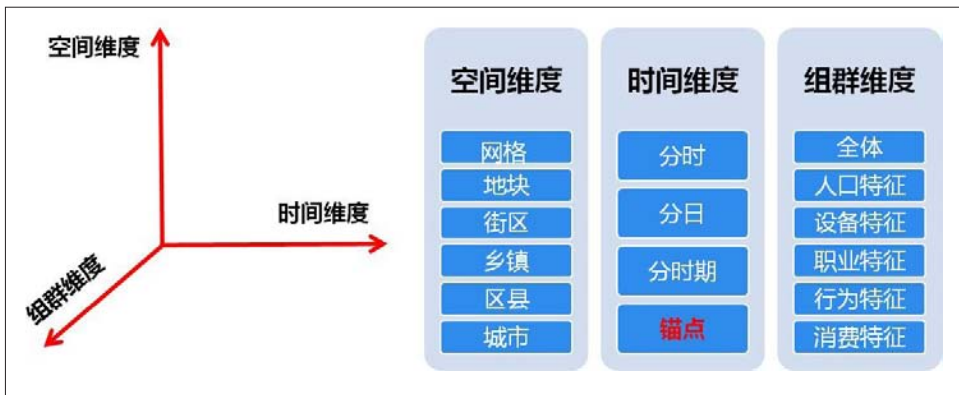 空间维度
时间维度
组群维度
空间维度
网格
地块
街区
乡镇
区县
城市
时间维度
分时
分日
分时期
锚点
组群维度
全体
人口特征
设备特征
职业特征
行为特征
消费特征